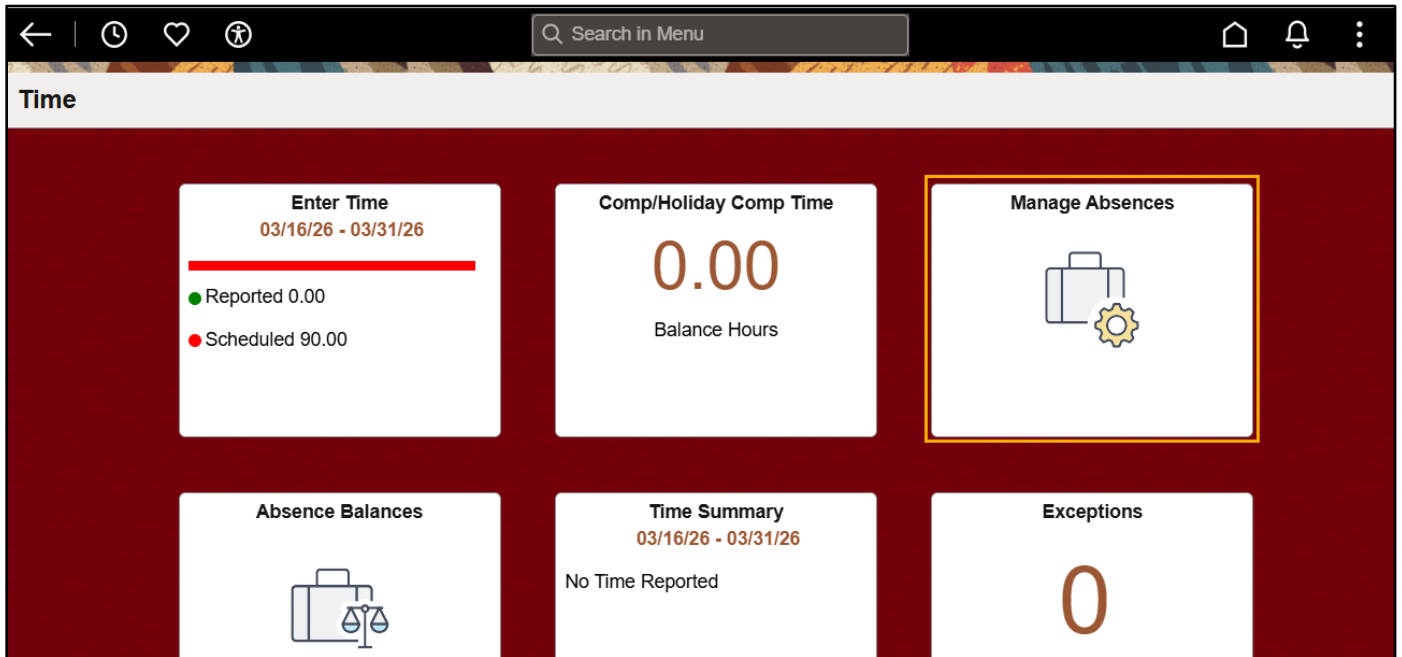 Search in Menu
Time
Enter Time
03/16/26 - 03/31/26
Reported 0.00
Scheduled 90.00
Comp/Holiday Comp Time
0.00
Balance Hours
Manage Absences
Absence Balances
Time Summary
03/16/26 - 03/31/26
No Time Reported
Exceptions
0